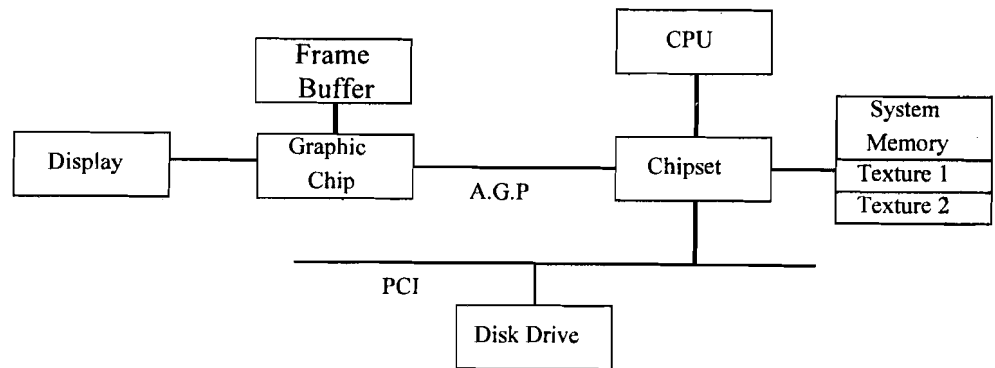 Frame
Buffer
CPU
System
Memory
Display
Graphic
Chip
Chipset
Texture 1
A.G.P
Texture 2
PCI
Disk Drive